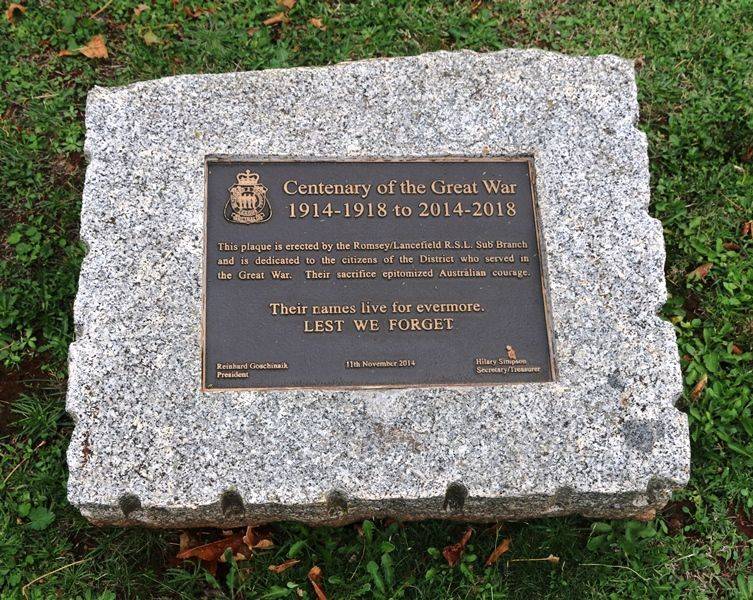 Centenary of the Great War
1914-1918 to 2014-2018
This plaque is erected by the Romsey/Lancefield R.S.L. Sub Branch
and is dedicated to the citizens of the District who served in
the Great War. Their sacrifice epitomized Australian courage.
Their names live for evermore.
LEST WE FORGET
Reinhard Goschinaik
President
11th November 2014
Hilary Simpson
Secretary/Treasurer